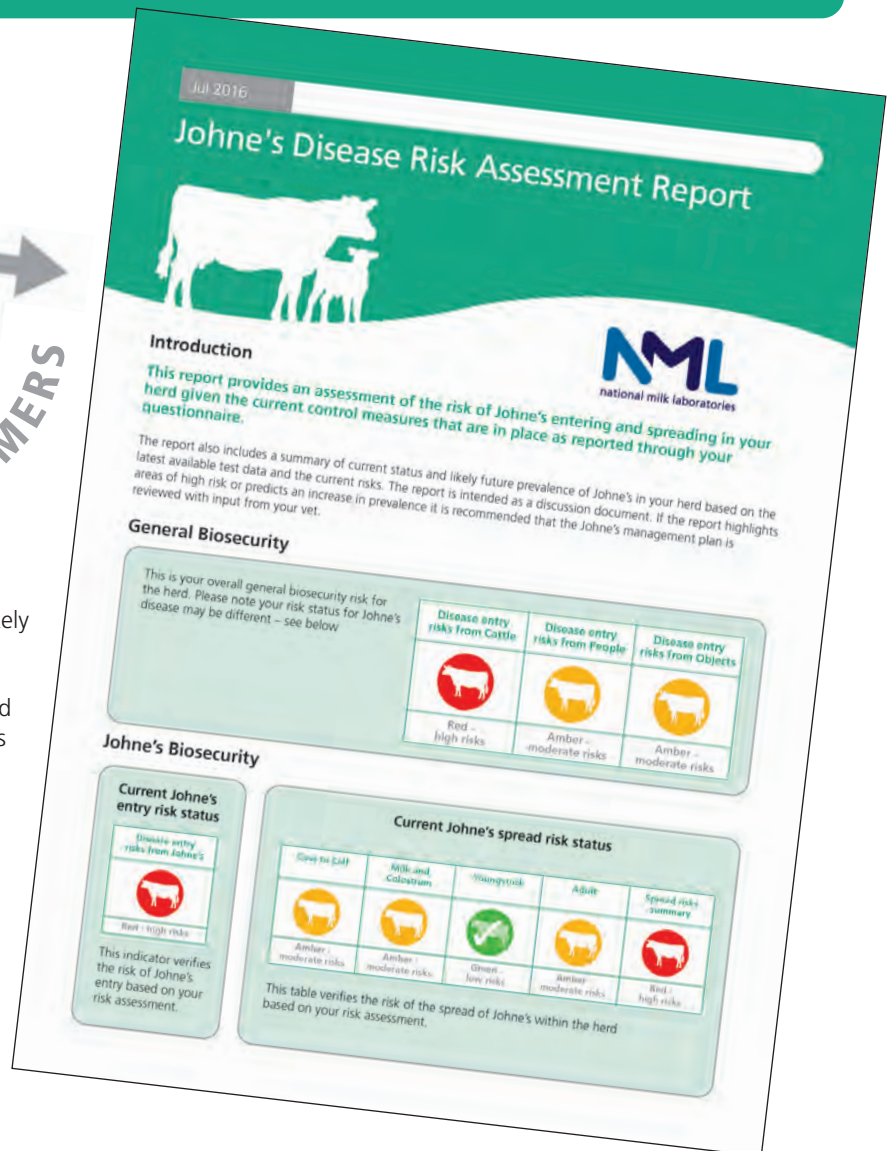 Jul 2016
Johne's Disease Risk Assessment Report
MERS
NML
national milk laboratories
Introduction
This report provides an assessment of the risk of Johne's entering and spreading in your
herd given the current control measures that are in place as reported through your
questionnaire.
The report also includes a summary of current status and likely future prevalence of Johne's in your herd based on the
latest available test data and the current risks. The report is intended as a discussion document. If the report highlights
areas of high risk or predicts an increase in prevalence it is recommended that the Johne's management plan is
reviewed with input from your vet.
ely
d
s
General Biosecurity
This is your overall general biosecurity risk for
the herd. Please note your risk status for Johne's
disease may be different – see below
Disease entry
risks from Cattle
Red -
high risks
Disease entry
risks from People
Amber -
moderate risks
Disease entry
risks from Objects
Amber -
moderate risks
Johne's Biosecurity
Current Johne's
entry risk status
Disease entry
risks from Johne's
Red - high risks
This indicator verifies
the risk of Johne's
entry based on your
risk assessment.
Current Johne's spread risk status
Cow to Calf
Amber -
moderate risks
Milk and
Colostrum
Amber -
moderate risks
Youngstock
Green -
low risks
Adult
Amber -
moderate risks
Spread risks
summary
Red -
high risks
This table verifies the risk of the spread of Johne's within the herd
based on your risk assessment.